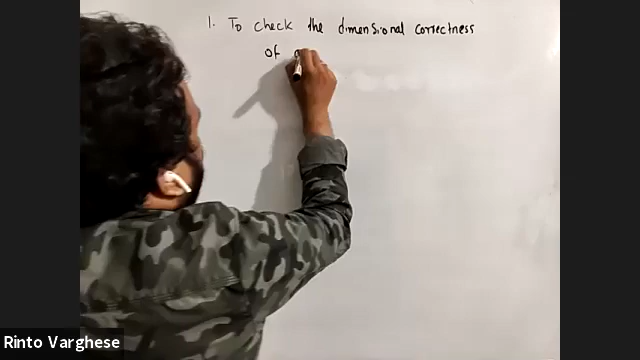 1. To check the dimensional correctness
of
Rinto Varghese